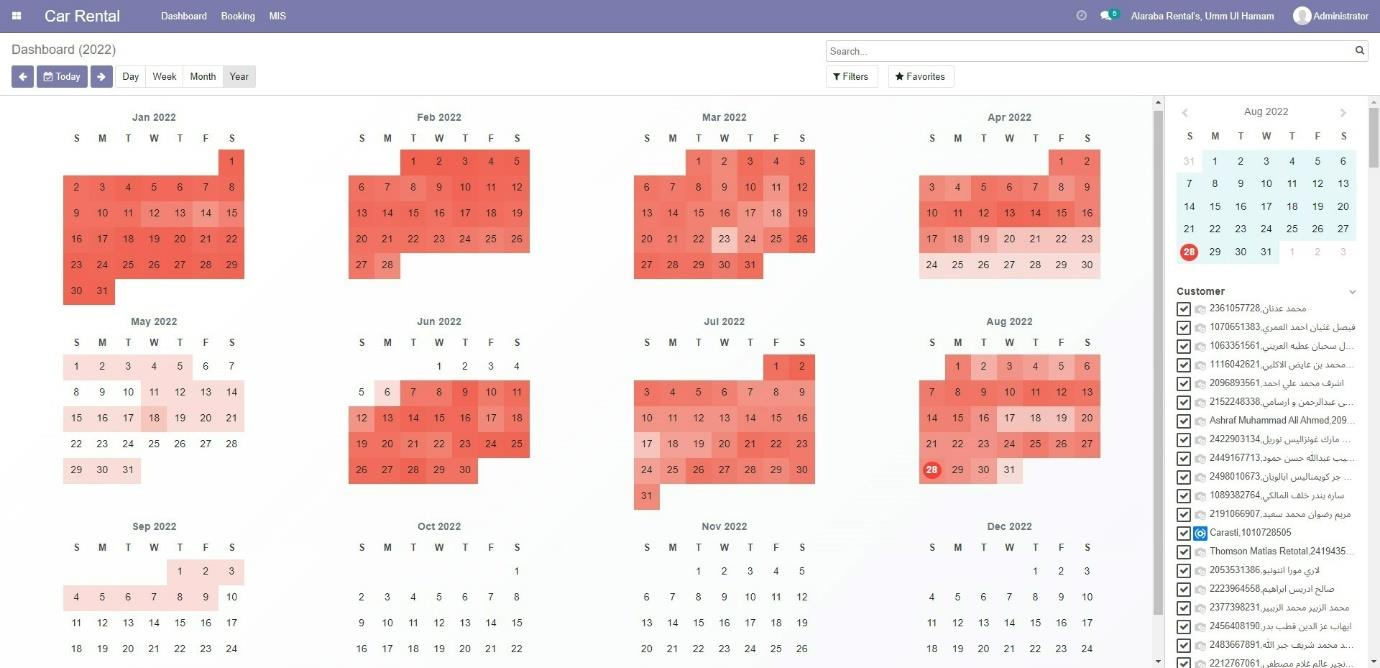 Car Rental
Dashboard Booking MIS
6
Alaraba Rental's, Umm Ul Hamam
Administrator
Dashboard (2022)
Search...
Today
Day Week Month Year
Filters
Favorites
Jan 2022
S M T W T F S
1
2 3 4 5 6 7 8
9 10 11 12 13 14 15
16 17 18 19 20 21 22
23 24 25 26 27 28 29
30 31
Feb 2022
S M T W T F S
1 2 3 4 5
6 7 8 9 10 11 12
13 14 15 16 17 18 19
20 21 22 23 24 25 26
27 28
Mar 2022
S M T W T F S
1 2 3 4 5
6 7 8 9 10 11 12
13 14 15 16 17 18 19
20 21 22 23 24 25 26
27 28 29 30 31
Apr 2022
S M T W T F S
1 2
3 4 5 6 7 8 9
10 11 12 13 14 15 16
17 18 19 20 21 22 23
24 25 26 27 28 29 30
May 2022
S M T W T F S
1 2 3 4 5 6 7
8 9 10 11 12 13 14
15 16 17 18 19 20 21
22 23 24 25 26 27 28
29 30 31
Jun 2022
S M T W T F S
1 2 3 4
5 6 7 8 9 10 11
12 13 14 15 16 17 18
19 20 21 22 23 24 25
26 27 28 29 30
Jul 2022
S M T W T F S
1 2
3 4 5 6 7 8 9
10 11 12 13 14 15 16
17 18 19 20 21 22 23
24 25 26 27 28 29 30
31
Aug 2022
S M T W T F S
1 2 3 4 5 6
7 8 9 10 11 12 13
14 15 16 17 18 19 20
21 22 23 24 25 26 27
28 29 30 31
Sep 2022
S M T W T F S
1 2 3
4 5 6 7 8 9 10
11 12 13 14 15 16 17
18 19 20 21 22 23 24
Oct 2022
S M T W T F S
1
2 3 4 5 6 7 8
9 10 11 12 13 14 15
16 17 18 19 20 21 22
Nov 2022
S M T W T F S
1 2 3 4 5
6 7 8 9 10 11 12
13 14 15 16 17 18 19
20 21 22 23 24 25 26
Dec 2022
S M T W T F S
1 2 3
4 5 6 7 8 9 10
11 12 13 14 15 16 17
18 19 20 21 22 23 24
Aug 2022
S M T W T F S
31 1 2 3 4 5 6
7 8 9 10 11 12 13
14 15 16 17 18 19 20
21 22 23 24 25 26 27
28 29 30 31 1 2 3
Customer
محمد عدنان,2361057728
فيصل غثيان احمد العمري,1070651383
ل سحبان عطيه العريني,1063351561...
محمد بن عايض الاكلبي,1116042621...
اشرف محمد علي احمد,2096893561
ى عبدالرحمن و ارسامي,2152248338...
Ashraf Muhammad Ali Ahmed,209...
مارك غونزاليس توريل,2422903134...
يب عبدالله حسن حمود,2449167713...
جر كويمتاليس ابالويان,2498010673...
ساره بندر خلف المالكي,1089382764
مريم رضوان محمد سعيد,2191066907
Carasti,1010728505
Thomson Matias Retotal,2419435...
لاري مورا انتونيو,2053531386
صالح ادريس ابراهيم,2223964558
محمد الزبير محمد الزبير,2377398231
ايهاب عز الدين قطب بدر,2456408190
د محمد شريف جبر الله,2483667891...
نجير عالم غلام مصطفى,2212767061...